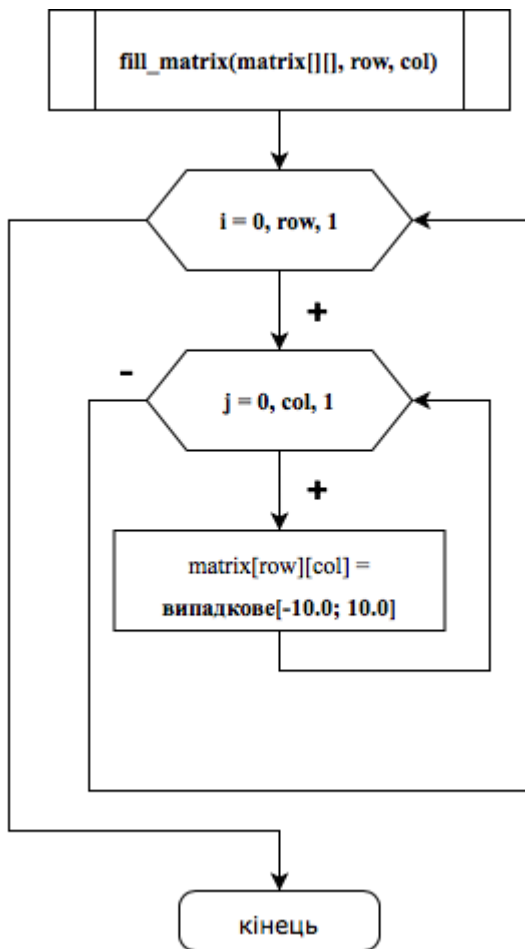 fill_matrix(matrix[][], row, col)
i = 0, row, 1
+
-
j = 0, col, 1
+
matrix[row][col] =
випадкове[-10.0; 10.0]
кінець